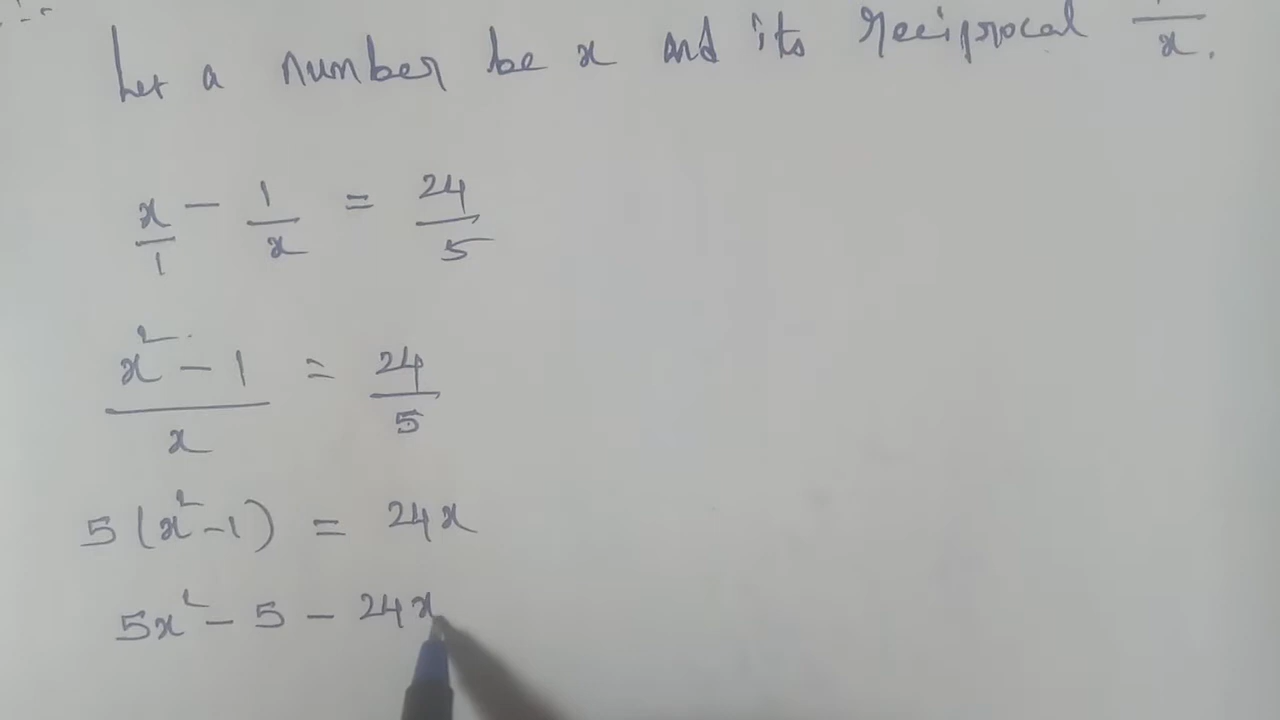 Let a number be x and its reciprocal 1/x.
x/1 - 1/x = 24/5
(x² - 1)/x = 24/5
5(x² - 1) = 24x
5x² - 5 - 24x